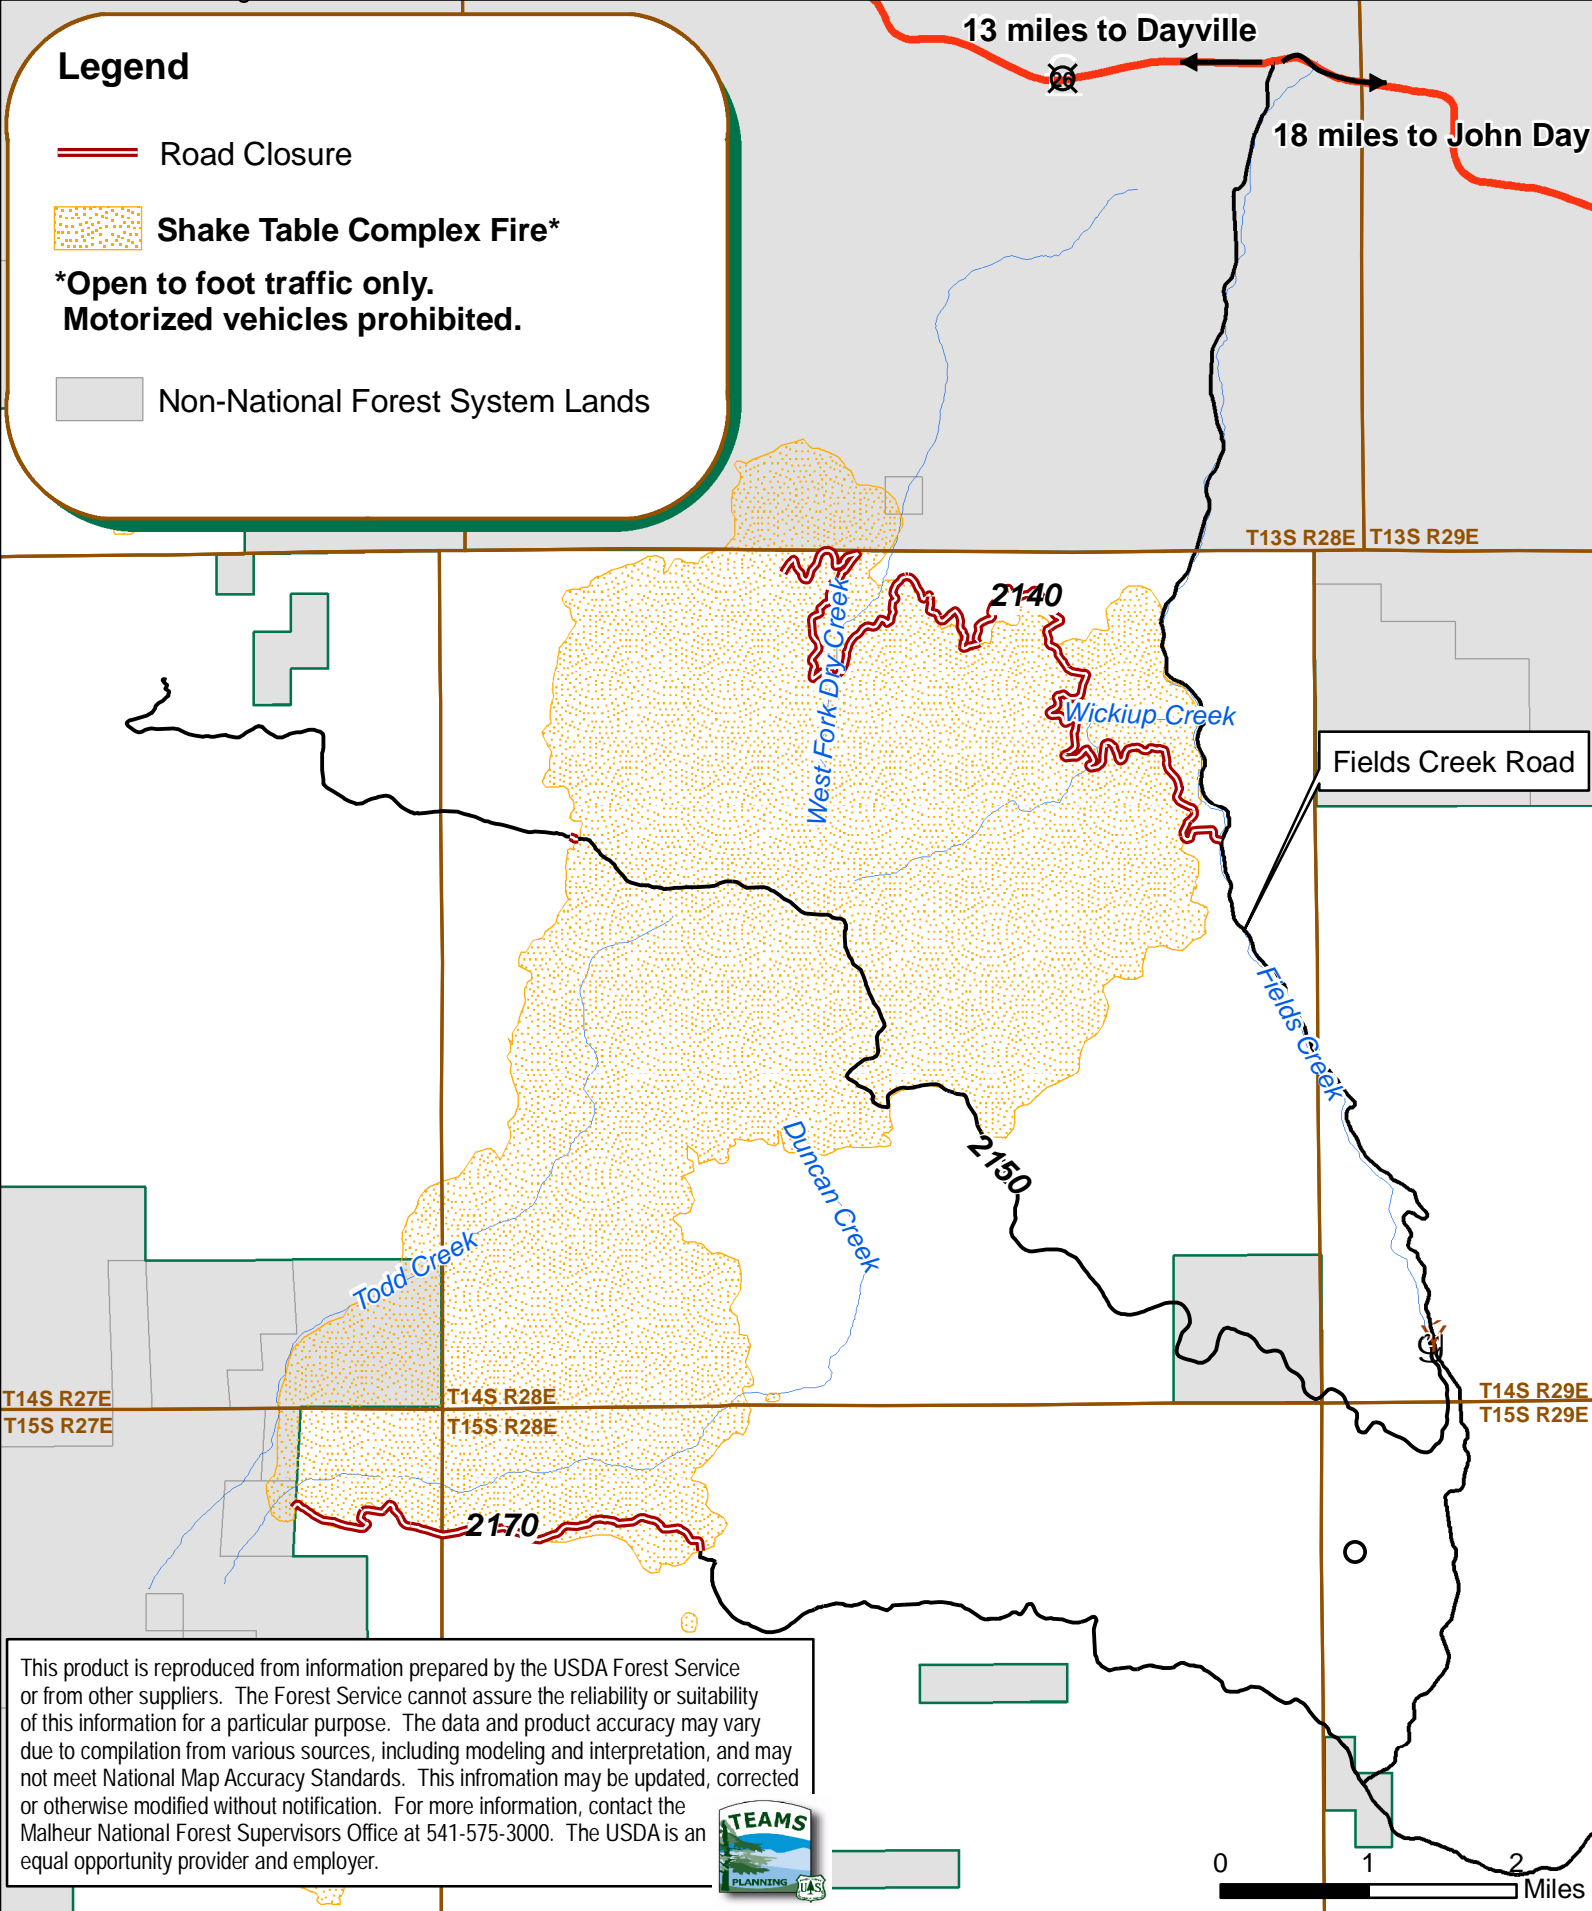 Legend
Road Closure
Shake Table Complex Fire*
*Open to foot traffic only.
Motorized vehicles prohibited.
Non-National Forest System Lands
13 miles to Dayville
26
18 miles to John Day
T13S R28E
T13S R29E
2140
West Fork Dry Creek
Wickiup Creek
Fields Creek Road
Fields Creek
2150
Duncan Creek
Todd Creek
T14S R27E
T15S R27E
T14S R28E
T15S R28E
T14S R29E
T15S R29E
2170
This product is reproduced from information prepared by the USDA Forest Service
or from other suppliers. The Forest Service cannot assure the reliability or suitability
of this information for a particular purpose. The data and product accuracy may vary
due to compilation from various sources, including modeling and interpretation, and may
not meet National Map Accuracy Standards. This infromation may be updated, corrected
or otherwise modified without notification. For more information, contact the
Malheur National Forest Supervisors Office at 541-575-3000. The USDA is an
equal opportunity provider and employer.
TEAMS
PLANNING
U S
0 1 2
Miles